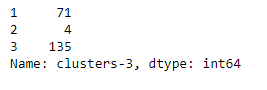 1     71
2      4
3    135
Name: clusters-3, dtype: int64